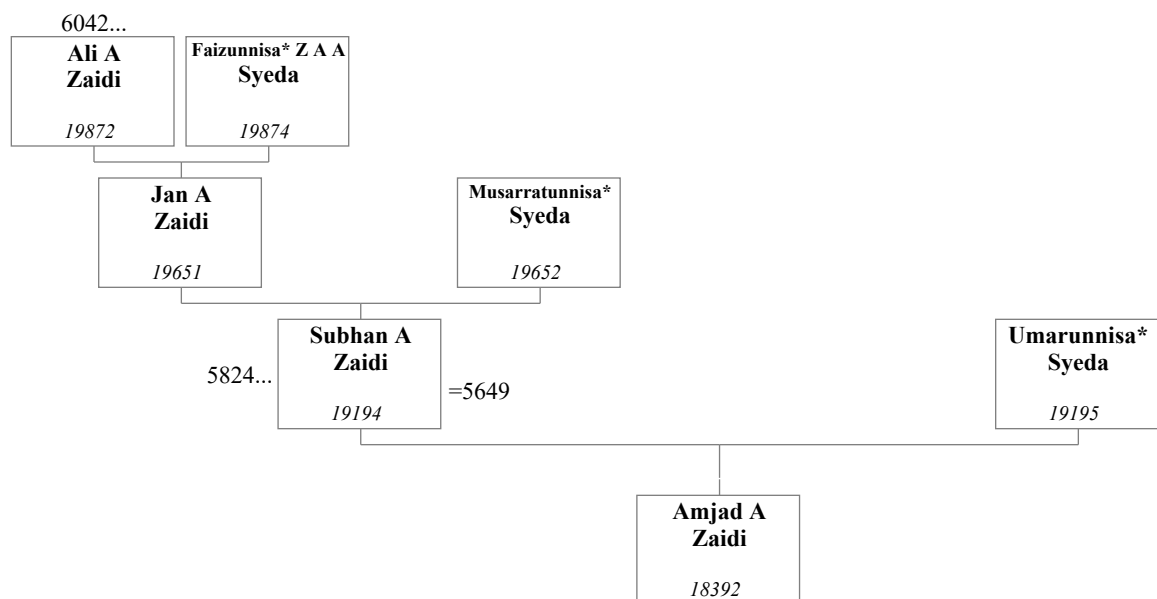 6042...
Ali A
Zaidi
19872
Faizunnisa* Z A A
Syeda
19874
Jan A
Zaidi
19651
Musarratunnisa*
Syeda
19652
5824...
Subhan A
Zaidi
19194
=5649
Umarunnisa*
Syeda
19195
Amjad A
Zaidi
18392